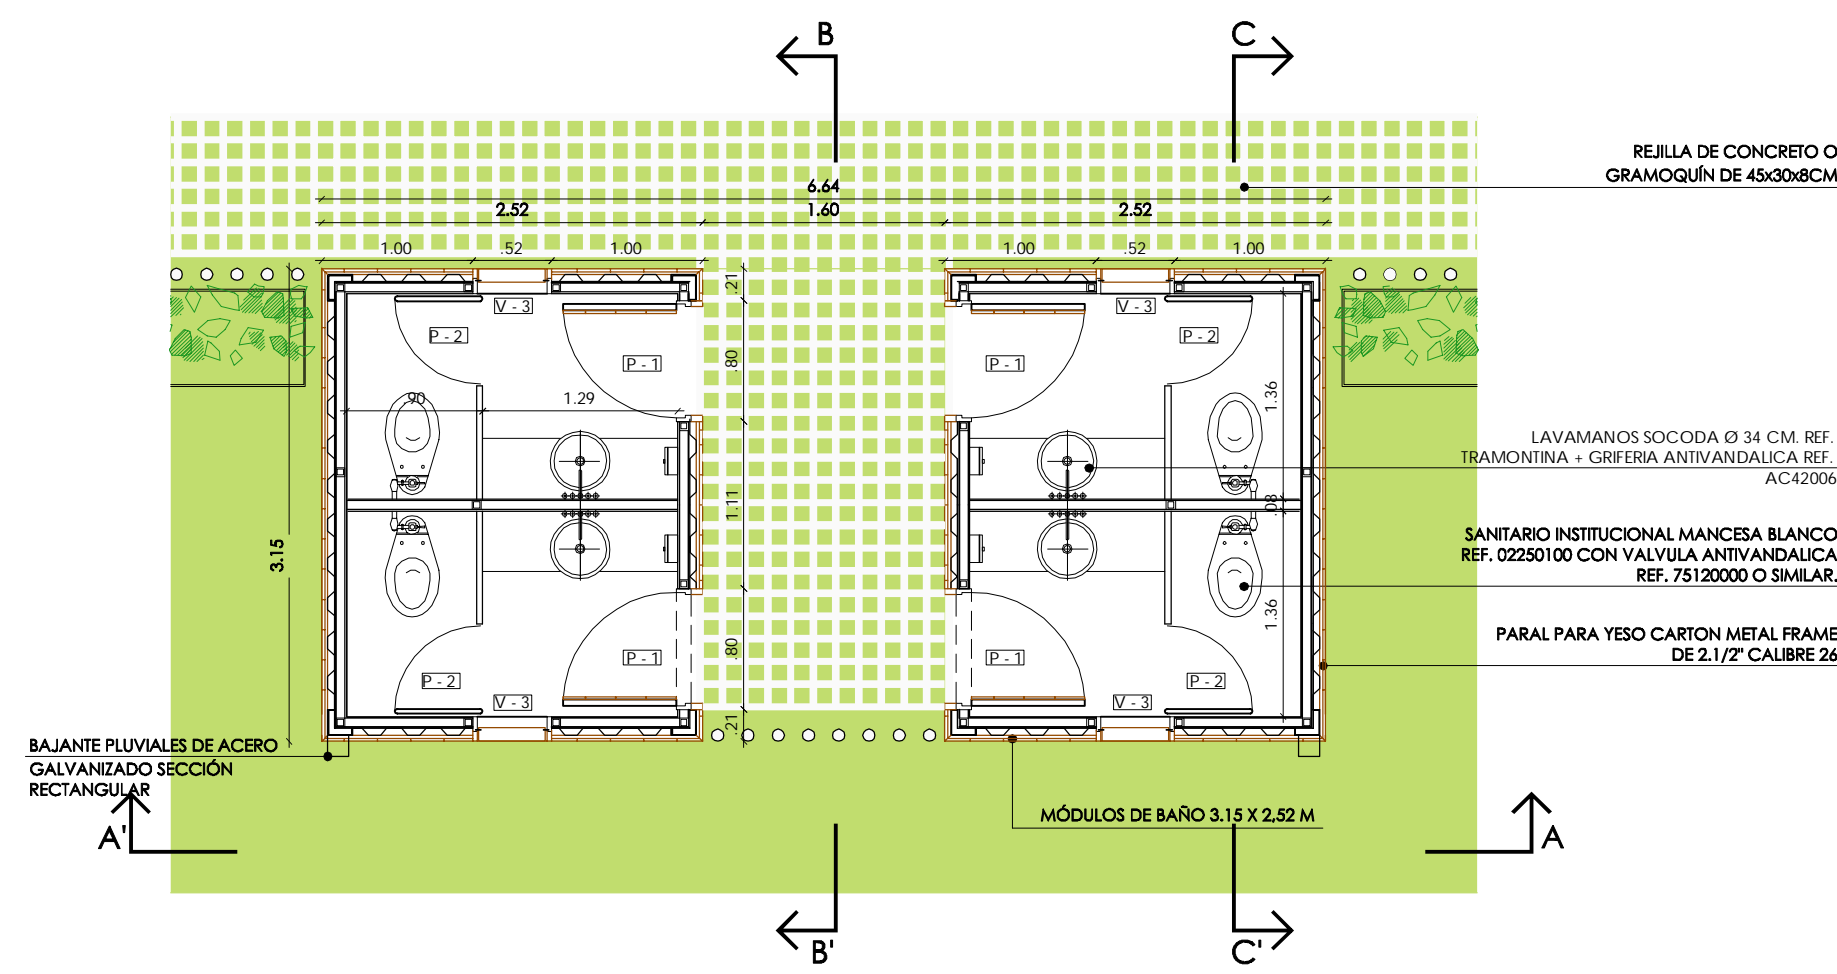 B
C
REJILLA DE CONCRETO O
GRAMOQUÍN DE 45x30x8CM
6.64
2.52
1.60
2.52
1.00
.52
1.00
1.00
.52
1.00
.21
V - 3
V - 3
P - 2
P - 2
P - 1
P - 1
.80
.90
1.29
1.36
LAVAMANOS SOCODA Ø 34 CM. REF.
TRAMONTINA + GRIFERIA ANTIVANDALICA REF.
AC42006
1.11
.08
3.15
SANITARIO INSTITUCIONAL MANCESA BLANCO
REF. 02250100 CON VALVULA ANTIVANDALICA
REF. 75120000 O SIMILAR.
1.36
PARAL PARA YESO CARTON METAL FRAME
DE 2.1/2" CALIBRE 26
.80
P - 1
P - 1
P - 2
P - 2
V - 3
V - 3
.21
BAJANTE PLUVIALES DE ACERO
GALVANIZADO SECCIÓN
RECTANGULAR
MÓDULOS DE BAÑO 3.15 X 2,52 M
A'
A
B'
C'